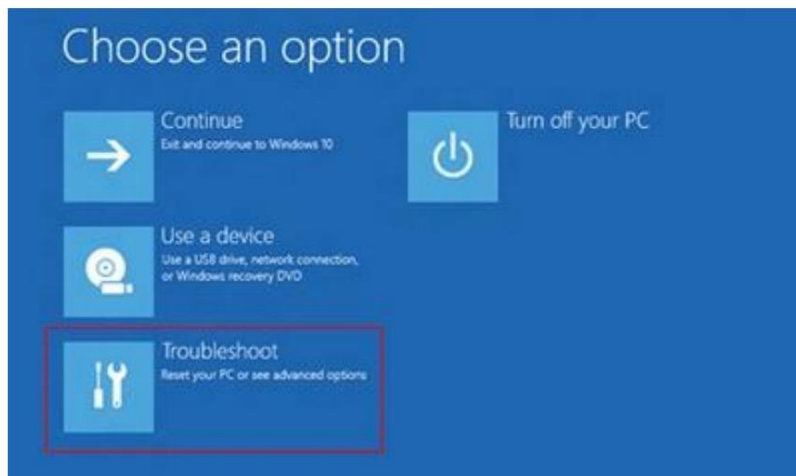 Choose an option
Continue
Exit and continue to Windows 10
Turn off your PC
Use a device
Use a USB drive, network connection,
or Windows recovery DVD
Troubleshoot
Reset your PC or see advanced options